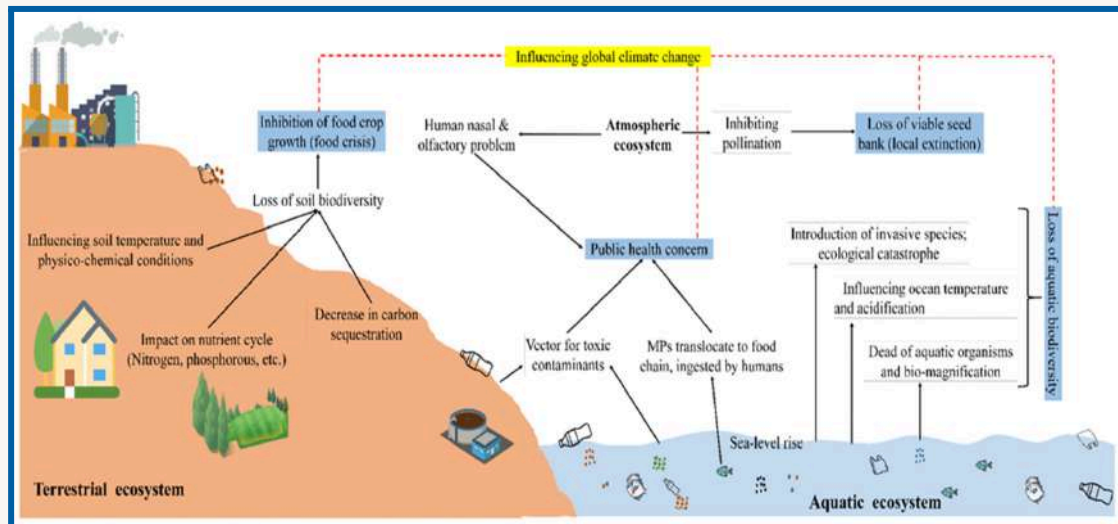 Influencing global climate change
Inhibition of food crop
growth (food crisis)
Human nasal &
olfactory problem
Atmospheric
ecosystem
Inhibiting
pollination
Loss of viable seed
bank (local extinction)
Loss of soil biodiversity
Influencing soil temperature and
physico-chemical conditions
Public health concern
Introduction of invasive species;
ecological catastrophe
Loss of aquatic biodiversity
Influencing ocean temperature
and acidification
Decrease in carbon
sequestration
Impact on nutrient cycle
(Nitrogen, phosphorous, etc.)
Vector for toxic
contaminants
MPs translocate to food
chain, ingested by humans
Dead of aquatic organisms
and bio-magnification
Sea-level rise
Terrestrial ecosystem
Aquatic ecosystem